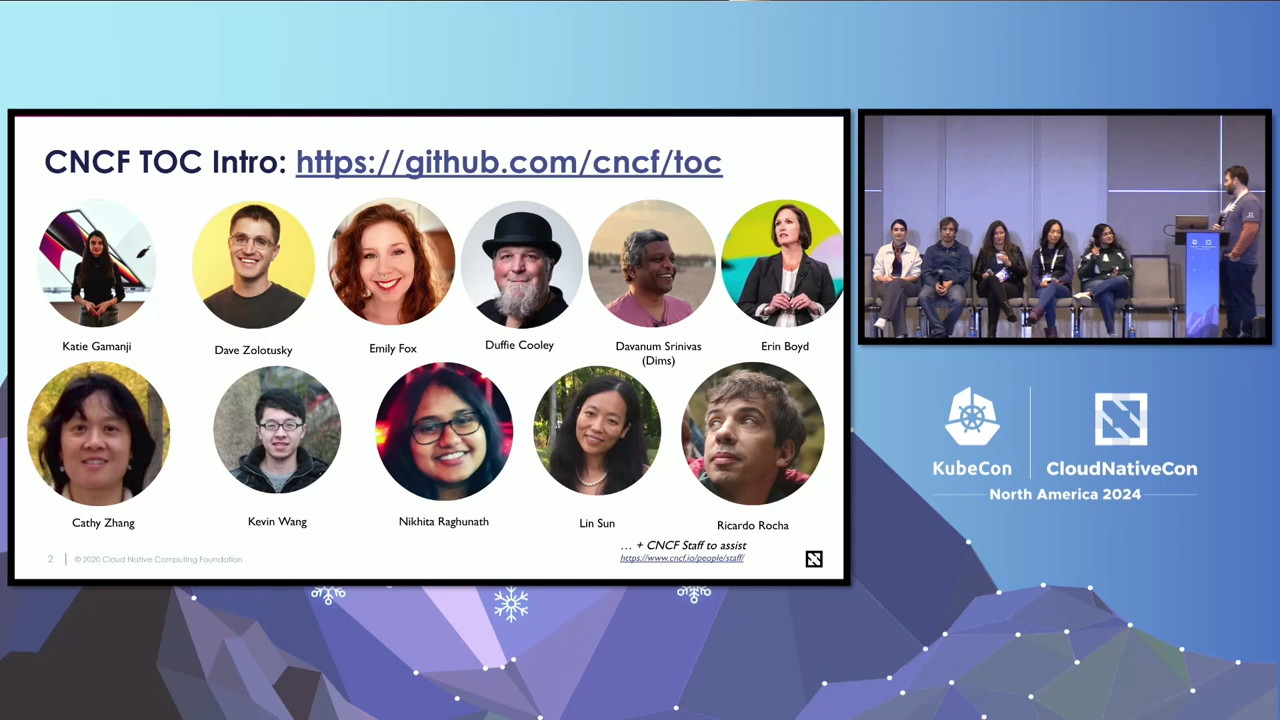 CNCF TOC Intro: https://github.com/cncf/toc
Katie Gamanji
Dave Zolotusky
Emily Fox
Duffie Cooley
Davanum Srinivas
(Dims)
Erin Boyd
Cathy Zhang
Kevin Wang
Nikhita Raghunath
Lin Sun
Ricardo Rocha
... + CNCF Staff to assist
https://www.cncf.io/people/staff/
2 | © 2020 Cloud Native Computing Foundation
KubeCon | CloudNativeCon
North America 2024